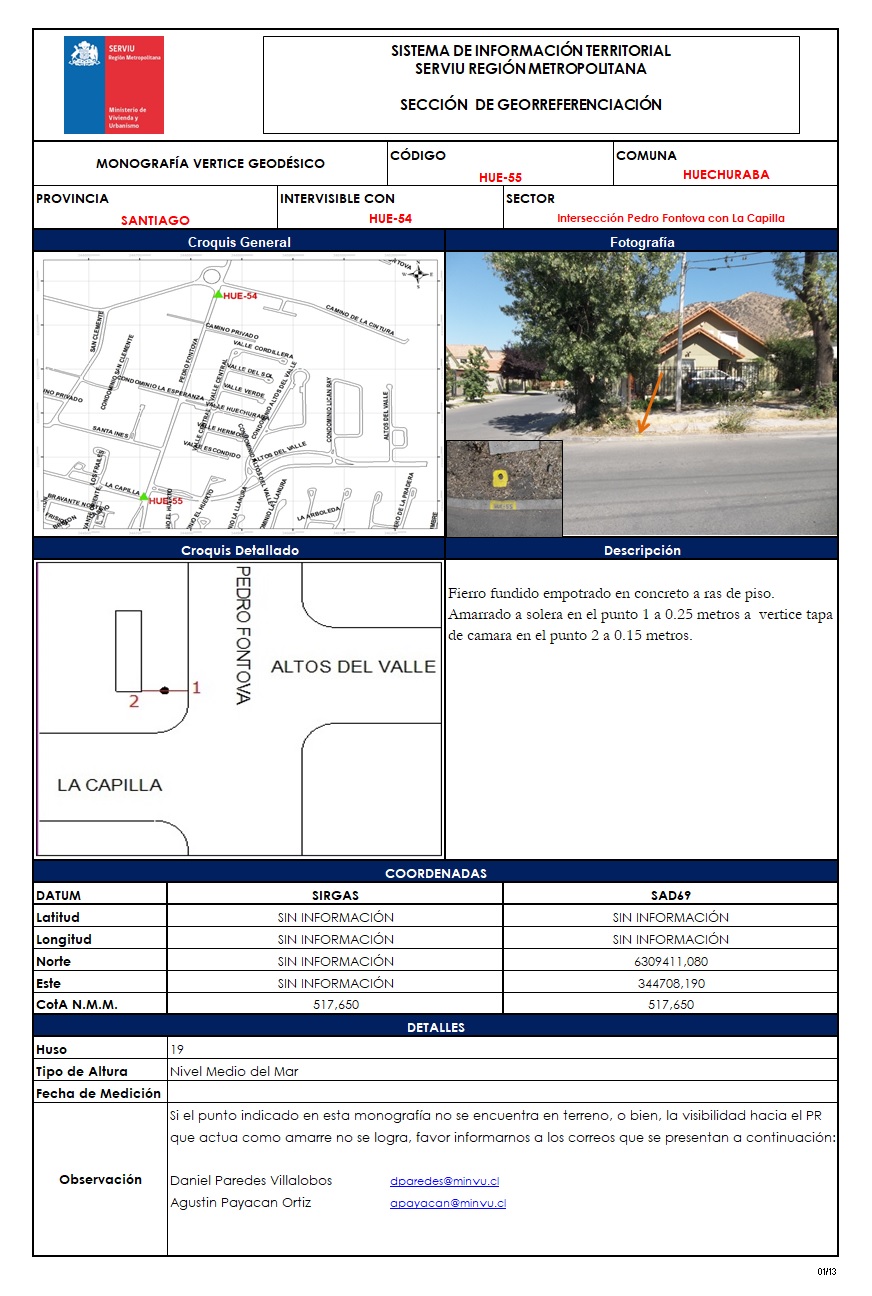 SERVIU
Región Metropolitana
Ministerio de
Vivienda y
Urbanismo
SISTEMA DE INFORMACIÓN TERRITORIAL
SERVIU REGIÓN METROPOLITANA
SECCIÓN DE GEORREFERENCIACIÓN
MONOGRAFÍA VERTICE GEODÉSICO
CÓDIGO
HUE-55
COMUNA
HUECHURABA
PROVINCIA
SANTIAGO
INTERVISIBLE CON
HUE-54
SECTOR
Intersección Pedro Fontova con La Capilla
Croquis General
Fotografía
HUE-54
CAMINO DE LA CINTURA
SAN CLEMENTE
CONDOMINIO SAN CLEMENTE
PEDRO FONTOVA
CAMINO PRIVADO
VALLE CORDILLERA
VALLE DEL SOL
VALLE VERDE
VALLE CENTRAL
CONDOMINIO LA ESPERANZA
VALLE HUECHURABA
CONDOMINIO ALTOS DEL VALLE
CONDOMINIO LICAN RAY
ALTOS DEL VALLE
SANTA INES
VALLE HERMOSO
VALLE ESCONDIDO
ALTOS DEL VALLE
LOS FRAILES
LA CAPILLA
HUE-55
LA ARBOLEDA
Croquis Detallado
Descripción
PEDRO FONTOVA
ALTOS DEL VALLE
1
2
LA CAPILLA
Fierro fundido empotrado en concreto a ras de piso.
Amarrado a solera en el punto 1 a 0.25 metros a vertice tapa
de camara en el punto 2 a 0.15 metros.
COORDENADAS
DATUM SIRGAS SAD69
Latitud SIN INFORMACIÓN SIN INFORMACIÓN
Longitud SIN INFORMACIÓN SIN INFORMACIÓN
Norte SIN INFORMACIÓN 6309411,080
Este SIN INFORMACIÓN 344708,190
CotA N.M.M. 517,650 517,650
DETALLES
Huso 19
Tipo de Altura Nivel Medio del Mar
Fecha de Medición
Observación
Si el punto indicado en esta monografía no se encuentra en terreno, o bien, la visibilidad hacia el PR
que actua como amarre no se logra, favor informarnos a los correos que se presentan a continuación:
Daniel Paredes Villalobos dparedes@minvu.cl
Agustin Payacan Ortiz apayacan@minvu.cl
01/13